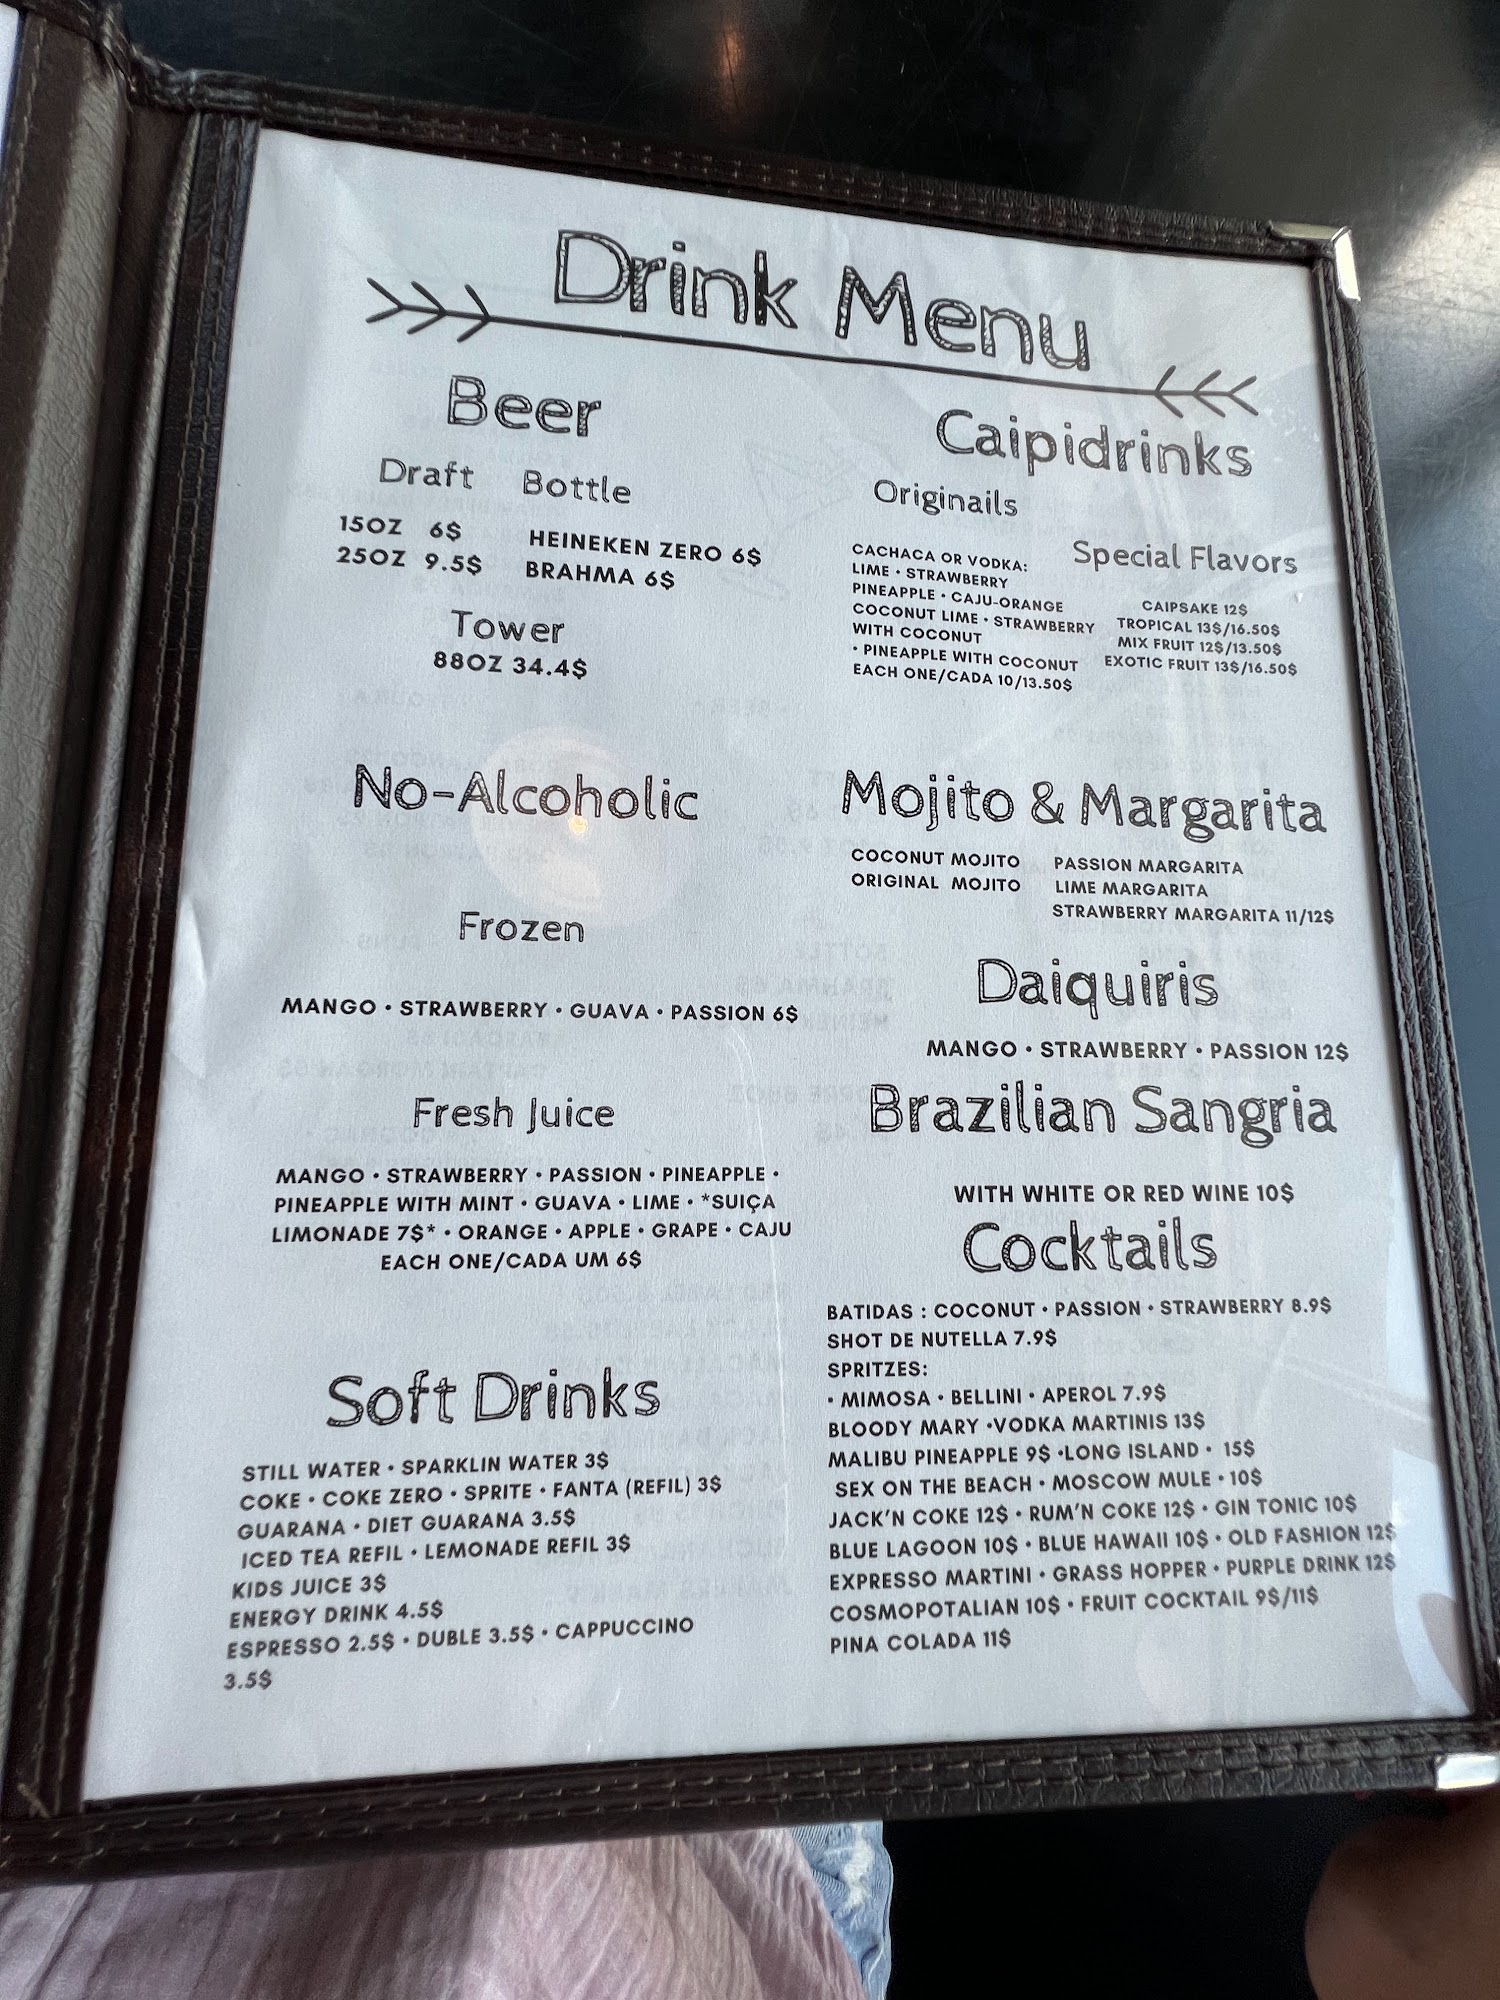 Drink Menu
Beer
Draft Bottle
15OZ 6$ HEINEKEN ZERO 6$
25OZ 9.5$ BRAHMA 6$
Tower
88OZ 34.4$
No-Alcoholic
Frozen
MANGO • STRAWBERRY • GUAVA • PASSION 6$
Fresh Juice
MANGO • STRAWBERRY • PASSION • PINEAPPLE •
PINEAPPLE WITH MINT • GUAVA • LIME • *SUIÇA
LIMONADE 7$* • ORANGE • APPLE • GRAPE • CAJU
EACH ONE/CADA UM 6$
Soft Drinks
STILL WATER • SPARKLIN WATER 3$
COKE • COKE ZERO • SPRITE • FANTA (REFIL) 3$
GUARANA • DIET GUARANA 3.5$
ICED TEA REFIL • LEMONADE REFIL 3$
KIDS JUICE 3$
ENERGY DRINK 4.5$
ESPRESSO 2.5$ • DUBLE 3.5$ • CAPPUCCINO
3.5$
Caipidrinks
Originails
CACHACA OR VODKA:
LIME • STRAWBERRY
PINEAPPLE • CAJU-ORANGE
COCONUT LIME • STRAWBERRY
WITH COCONUT
• PINEAPPLE WITH COCONUT
EACH ONE/CADA 10/13.50$
Special Flavors
CAIPSAKE 12$
TROPICAL 13$/16.50$
MIX FRUIT 12$/13.50$
EXOTIC FRUIT 13$/16.50$
Mojito & Margarita
COCONUT MOJITO PASSION MARGARITA
ORIGINAL MOJITO LIME MARGARITA
STRAWBERRY MARGARITA 11/12$
Daiquiris
MANGO • STRAWBERRY • PASSION 12$
Brazilian Sangria
WITH WHITE OR RED WINE 10$
Cocktails
BATIDAS : COCONUT • PASSION • STRAWBERRY 8.9$
SHOT DE NUTELLA 7.9$
SPRITZES:
• MIMOSA • BELLINI • APEROL 7.9$
BLOODY MARY •VODKA MARTINIS 13$
MALIBU PINEAPPLE 9$ •LONG ISLAND • 15$
SEX ON THE BEACH • MOSCOW MULE • 10$
JACK'N COKE 12$ • RUM'N COKE 12$ • GIN TONIC 10$
BLUE LAGOON 10$ • BLUE HAWAII 10$ • OLD FASHION 12$
EXPRESSO MARTINI • GRASS HOPPER • PURPLE DRINK 12$
COSMOPOTALIAN 10$ • FRUIT COCKTAIL 9$/11$
PINA COLADA 11$